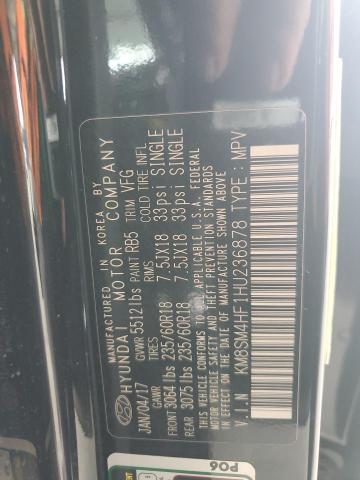 MANUFACTURED IN KOREA BY
HYUNDAI MOTOR COMPANY
JAN/04/17 GVWR 5512 lbs PAINT RB5 TRIM VFG
GAWR TIRES RIMS COLD TIRE INFL.
FRONT 3064 lbs 235/60R18 7.5JX18 33psi SINGLE
REAR 3075 lbs 235/60R18 7.5JX18 33psi SINGLE
THIS VEHICLE CONFORMS TO ALL APPLICABLE U.S.A. FEDERAL
MOTOR VEHICLE SAFETY, BUMPER, AND THEFT PREVENTION STANDARDS
IN EFFECT ON THE DATE OF MANUFACTURE SHOWN ABOVE
V.I.N : KM8SM4HF1HU236878 TYPE : MPV
P06